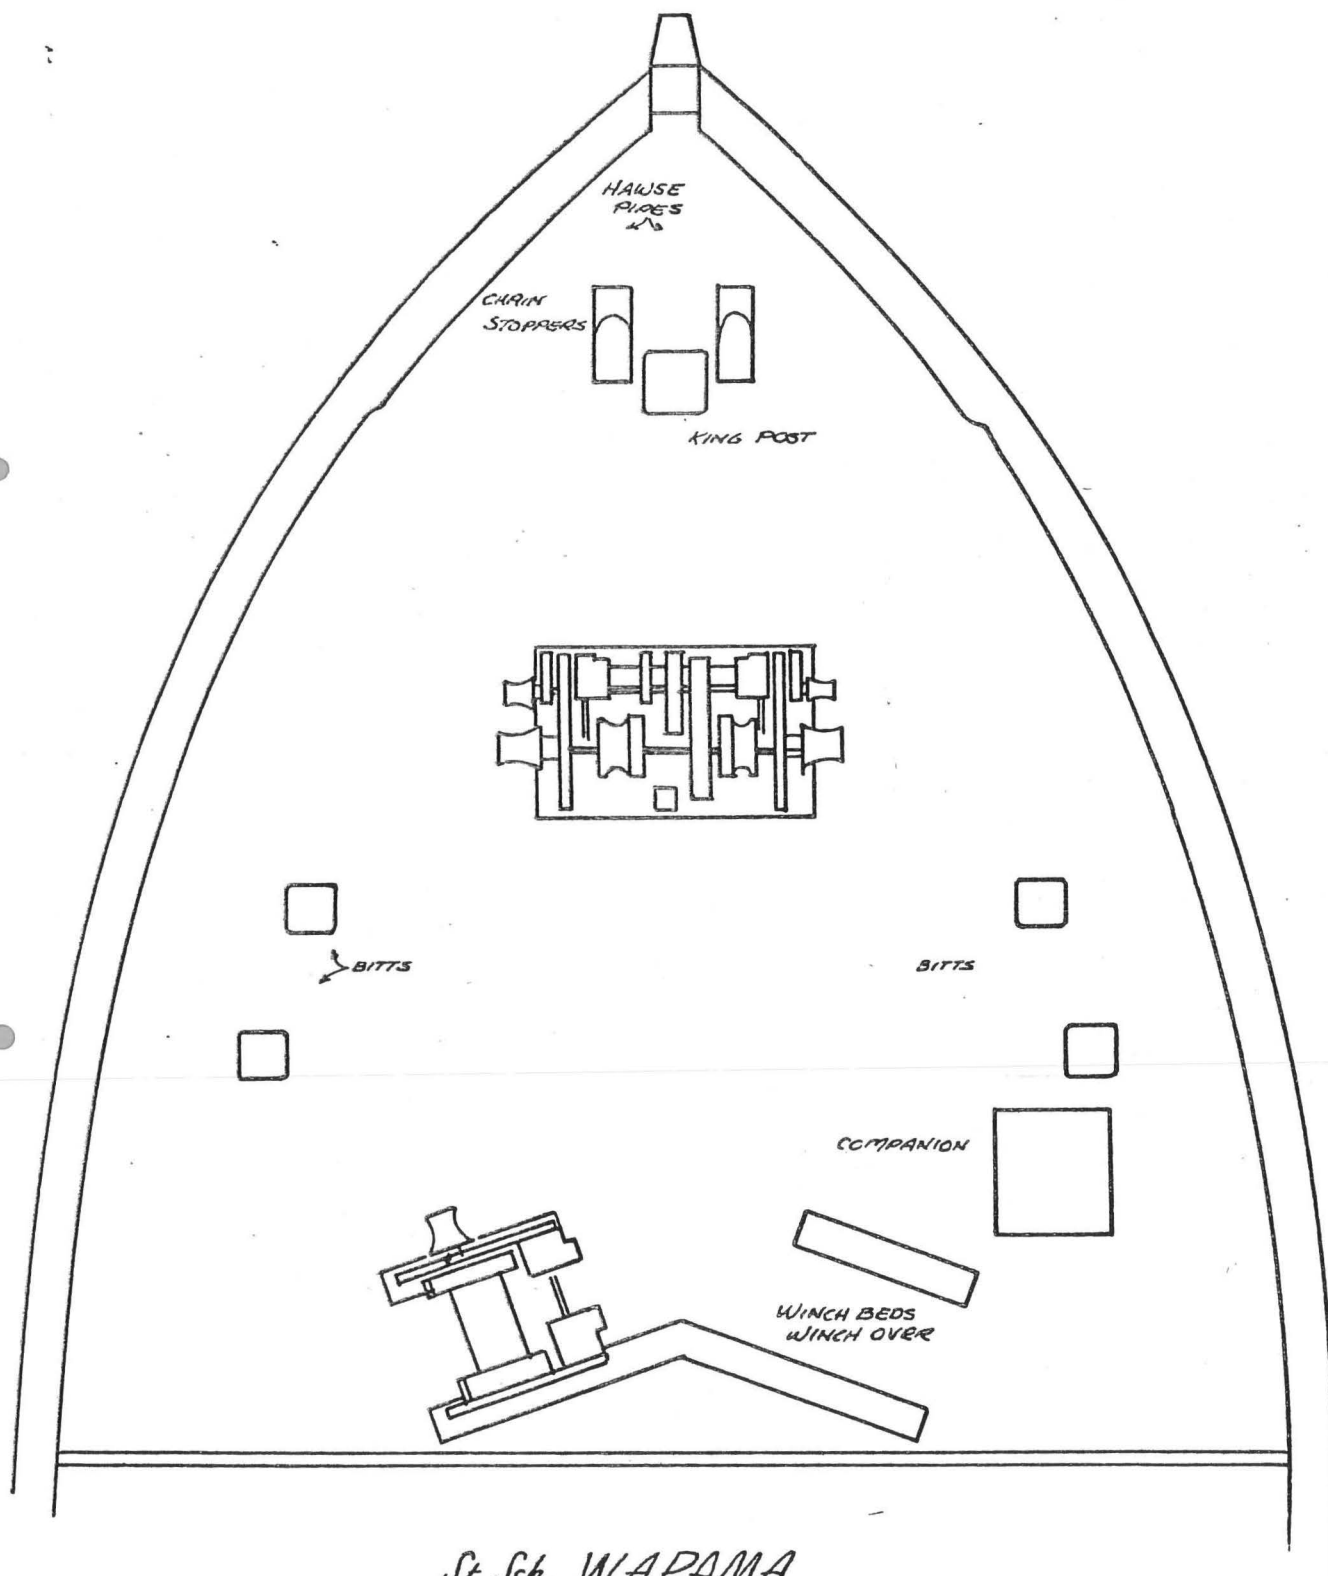 HAWSE
PIPES
CHAIN
STOPPERS
KING POST
BITTS
BITTS
COMPANION
WINCH BEDS
WINCH OVER
St. Sch. WAPAMA